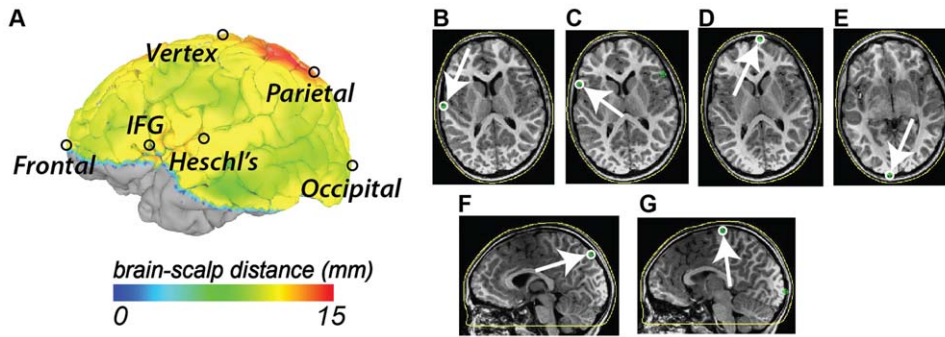 A
Vertex
Parietal
IFG
Heschl's
Frontal
Occipital
brain-scalp distance (mm)
0 15
B C D E
F G